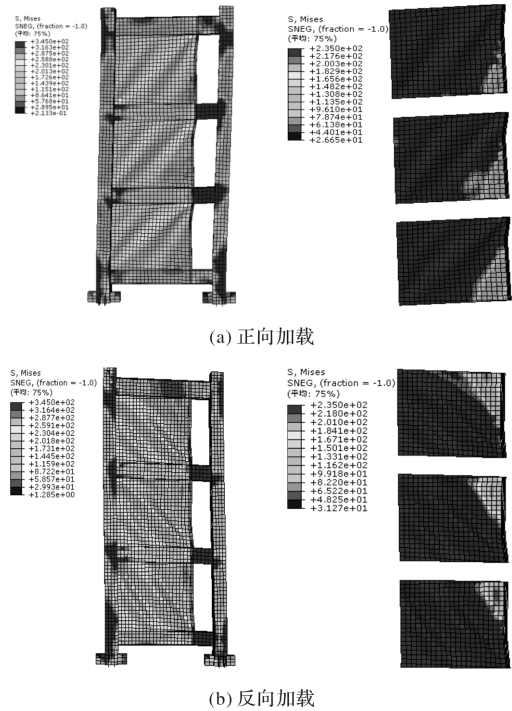 S, Mises
SNEG, (fraction = -1.0)
(平均: 75%)
+3.450e+02
+3.163e+02
+2.875e+02
+2.588e+02
+2.301e+02
+2.013e+02
+1.726e+02
+1.439e+02
+1.151e+02
+8.641e+01
+5.768e+01
+2.895e+01
+2.133e-01
S, Mises
SNEG, (fraction = -1.0)
(平均: 75%)
+2.350e+02
+2.176e+02
+2.003e+02
+1.829e+02
+1.656e+02
+1.482e+02
+1.308e+02
+1.135e+02
+9.610e+01
+7.874e+01
+6.138e+01
+4.401e+01
+2.665e+01
(a) 正向加载
S, Mises
SNEG, (fraction = -1.0)
(平均: 75%)
+3.450e+02
+3.164e+02
+2.877e+02
+2.591e+02
+2.304e+02
+2.018e+02
+1.731e+02
+1.445e+02
+1.159e+02
+8.722e+01
+5.857e+01
+2.993e+01
+1.285e+00
S, Mises
SNEG, (fraction = -1.0)
(平均: 75%)
+2.350e+02
+2.180e+02
+2.010e+02
+1.841e+02
+1.671e+02
+1.501e+02
+1.331e+02
+1.162e+02
+9.918e+01
+8.220e+01
+6.522e+01
+4.825e+01
+3.127e+01
(b) 反向加载